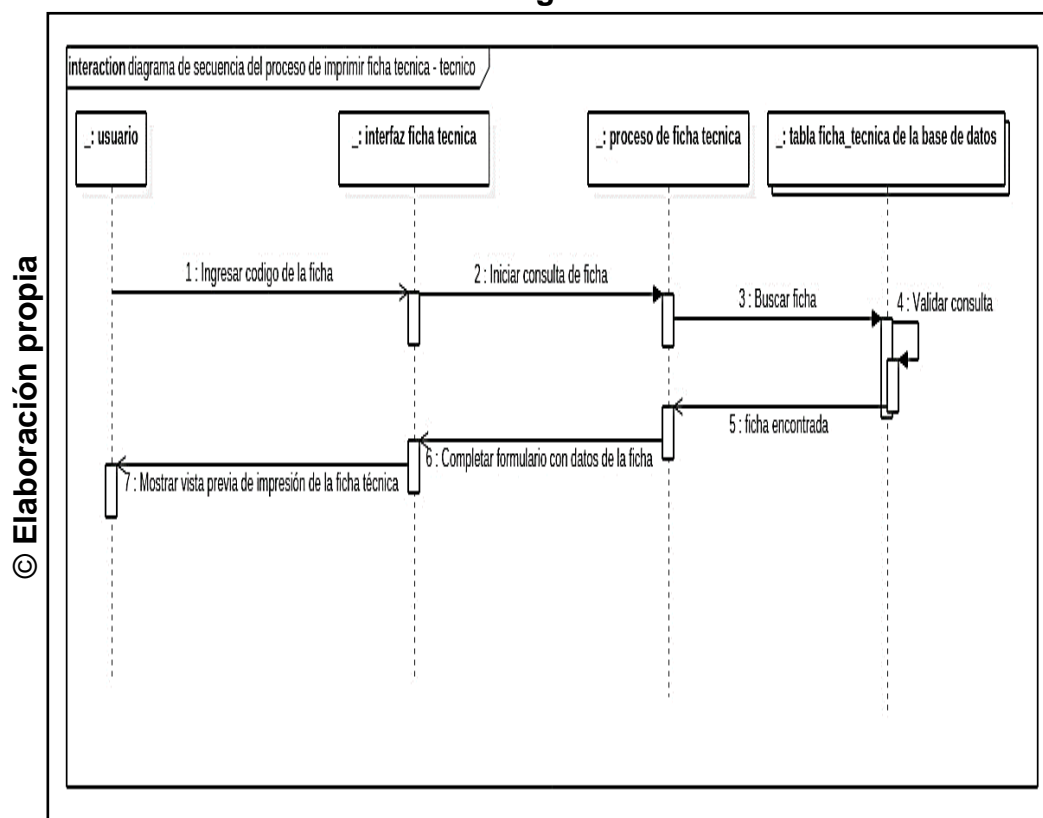 interaction diagrama de secuencia del proceso de imprimir ficha tecnica - tecnico
_: usuario
_: interfaz ficha tecnica
_: proceso de ficha tecnica
_: tabla ficha_tecnica de la base de datos
1 : Ingresar codigo de la ficha
2 : Iniciar consulta de ficha
3 : Buscar ficha
4 : Validar consulta
5 : ficha encontrada
6 : Completar formulario con datos de la ficha
7 : Mostrar vista previa de impresión de la ficha técnica
© Elaboración propia